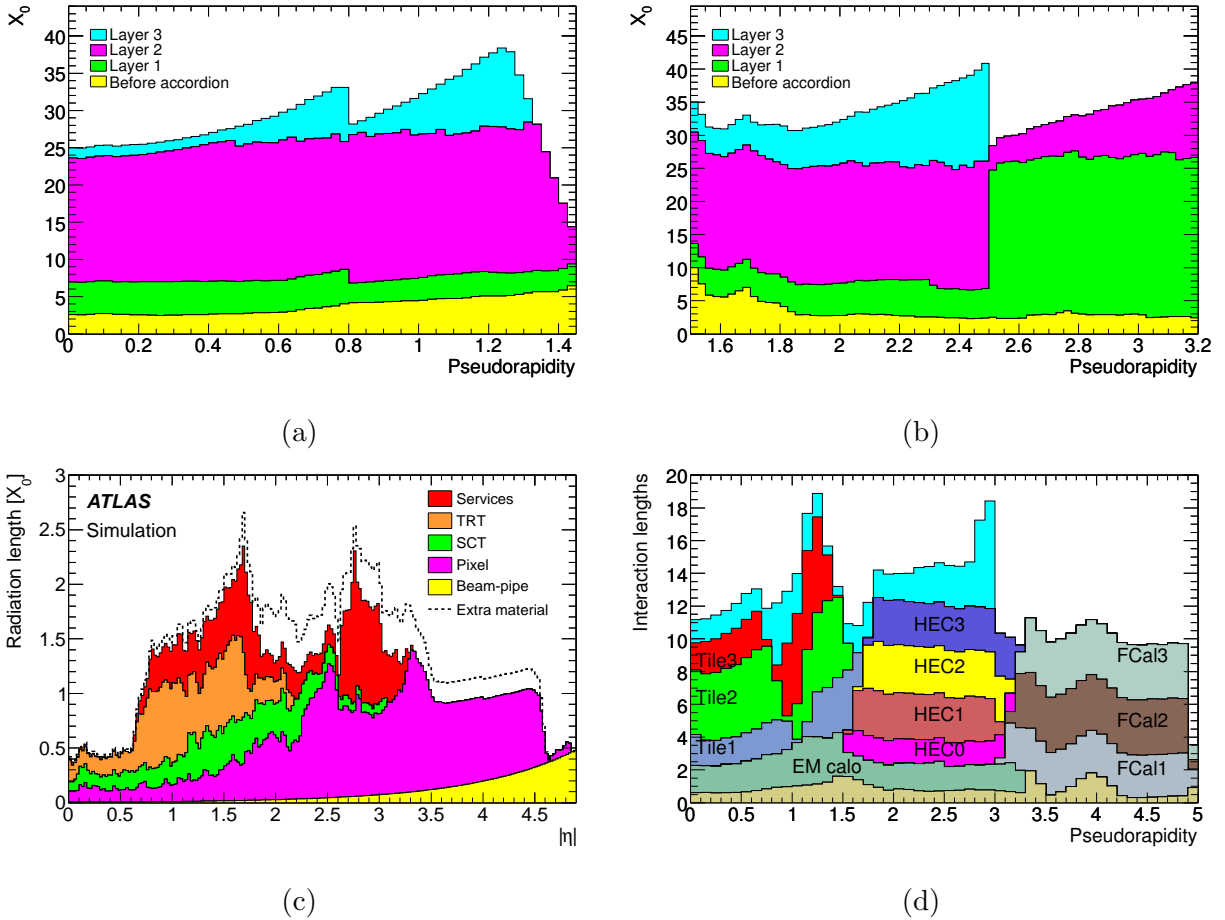 X0
40
35
30
25
20
15
10
5
0
Layer 3
Layer 2
Layer 1
Before accordion
0 0.2 0.4 0.6 0.8 1 1.2 1.4
Pseudorapidity
(a)
X0
45
40
35
30
25
20
15
10
5
0
Layer 3
Layer 2
Layer 1
Before accordion
1.6 1.8 2 2.2 2.4 2.6 2.8 3 3.2
Pseudorapidity
(b)
Radiation length [X0]
3
2.5
2
1.5
1
0.5
0
ATLAS
Simulation
Services
TRT
SCT
Pixel
Beam-pipe
Extra material
0 0.5 1 1.5 2 2.5 3 3.5 4 4.5
|η|
(c)
Interaction lengths
20
18
16
14
12
10
8
6
4
2
0
Tile3
Tile2
Tile1
EM calo
HEC3
HEC2
HEC1
HEC0
FCal3
FCal2
FCal1
0 0.5 1 1.5 2 2.5 3 3.5 4 4.5 5
Pseudorapidity
(d)